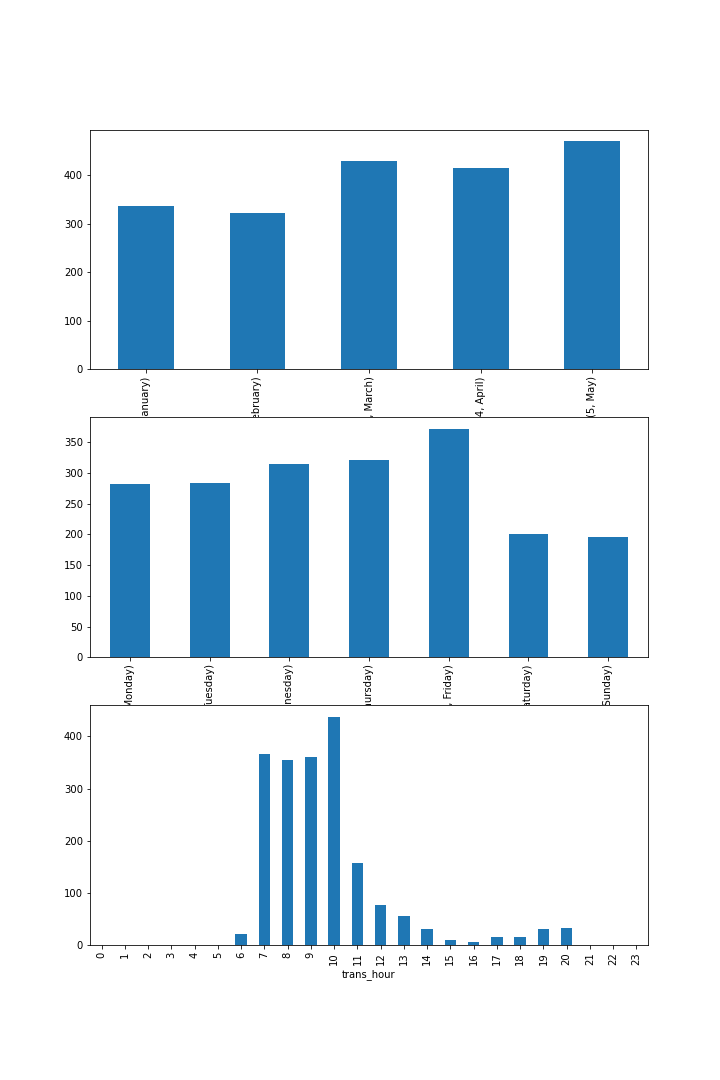 400
300
200
100
0
anuary)
ebruary)
, March)
4, April)
(5, May)
350
300
250
200
150
100
50
0
Monday)
uesday)
nesday)
ursday)
, Friday)
aturday)
Sunday)
400
300
200
100
0
0 1 2 3 4 5 6 7 8 9 10 11 12 13 14 15 16 17 18 19 20 21 22 23
trans_hour